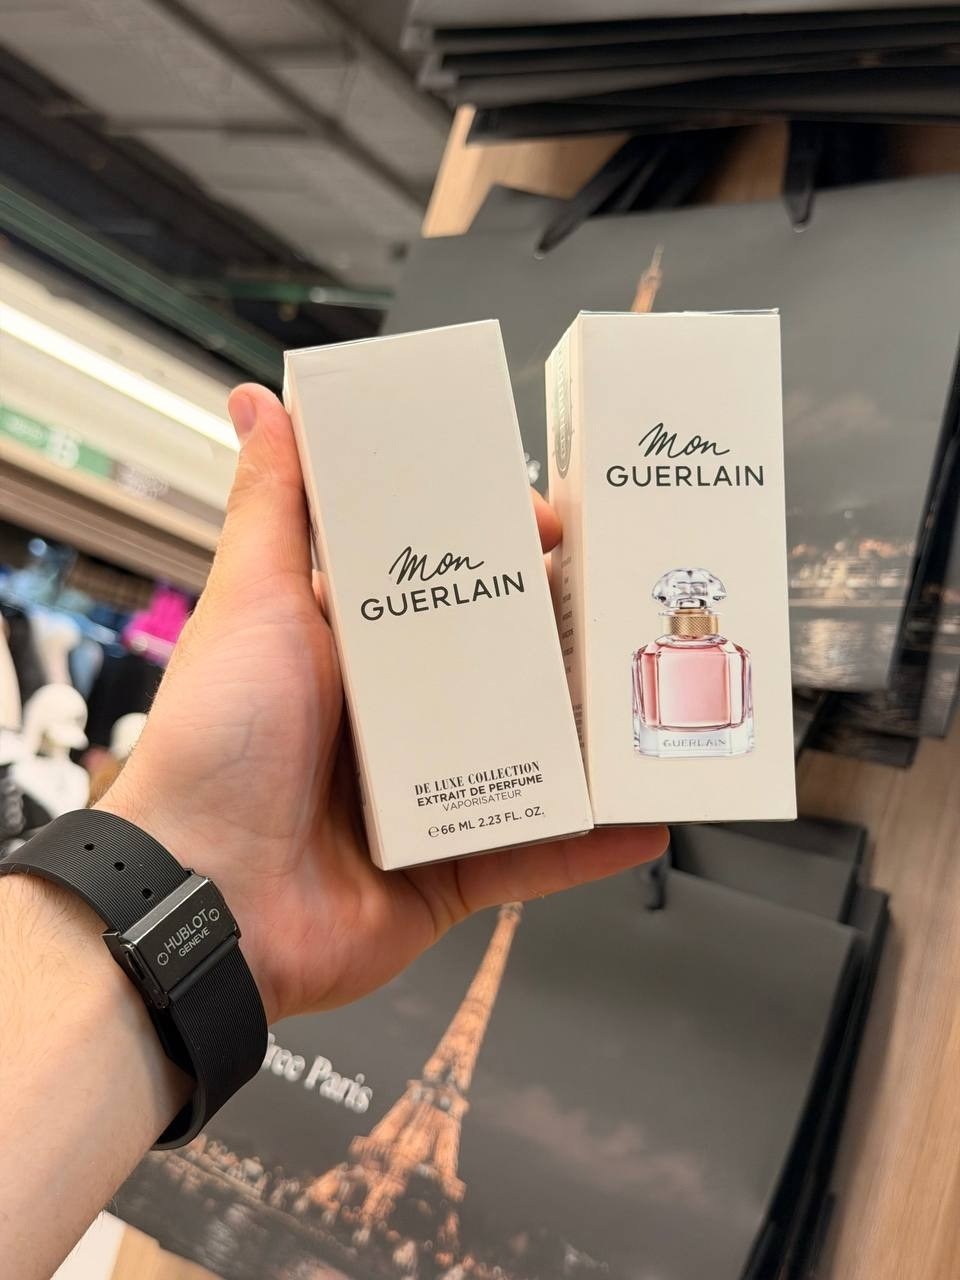 Mon
GUERLAIN
DE LUXE COLLECTION
EXTRAIT DE PERFUME
VAPORISATEUR
℮66 ML 2.23 FL. OZ.
Mon
GUERLAIN
GUERLAIN
HUBLOT
GENEVE
Paris